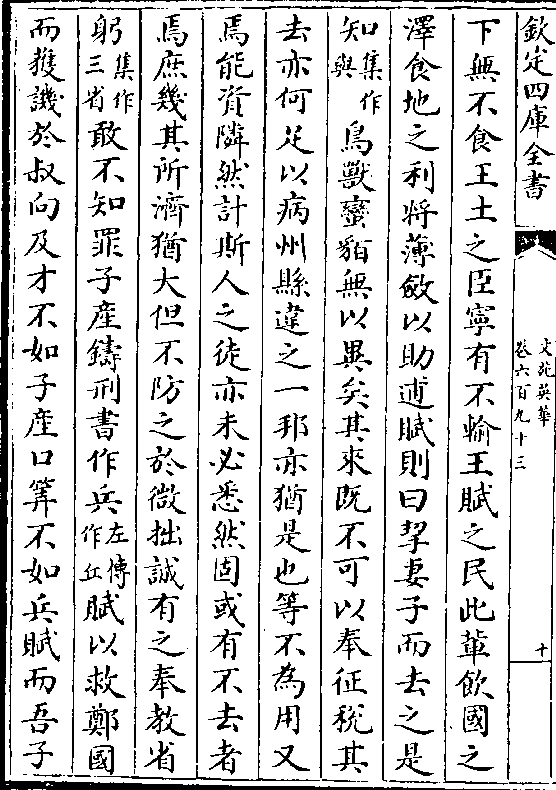 欽定四庫全書
文苑英華
卷六百九十三
十
下無不食王土之臣寧有不輸王賦之民此輩飲國之
澤食地之利將薄斂以助逋賦則曰挈妻子而去之是
知集作與鳥獸蠻貊無以異矣其來既不可以奉征稅其
去亦何足以病州縣違之一邦亦猶是也等不為用又
焉能資隣然計斯人之徒亦未必悉然固或有不去者
焉庶幾其所濟猶大但不防之於微拙誠有之奉教省
躬集作三省敢不知罪子產鑄刑書作兵左傳作丘賦以救鄭國
而獲譏於叔向及才不如子產口筭不如兵賦而吾子